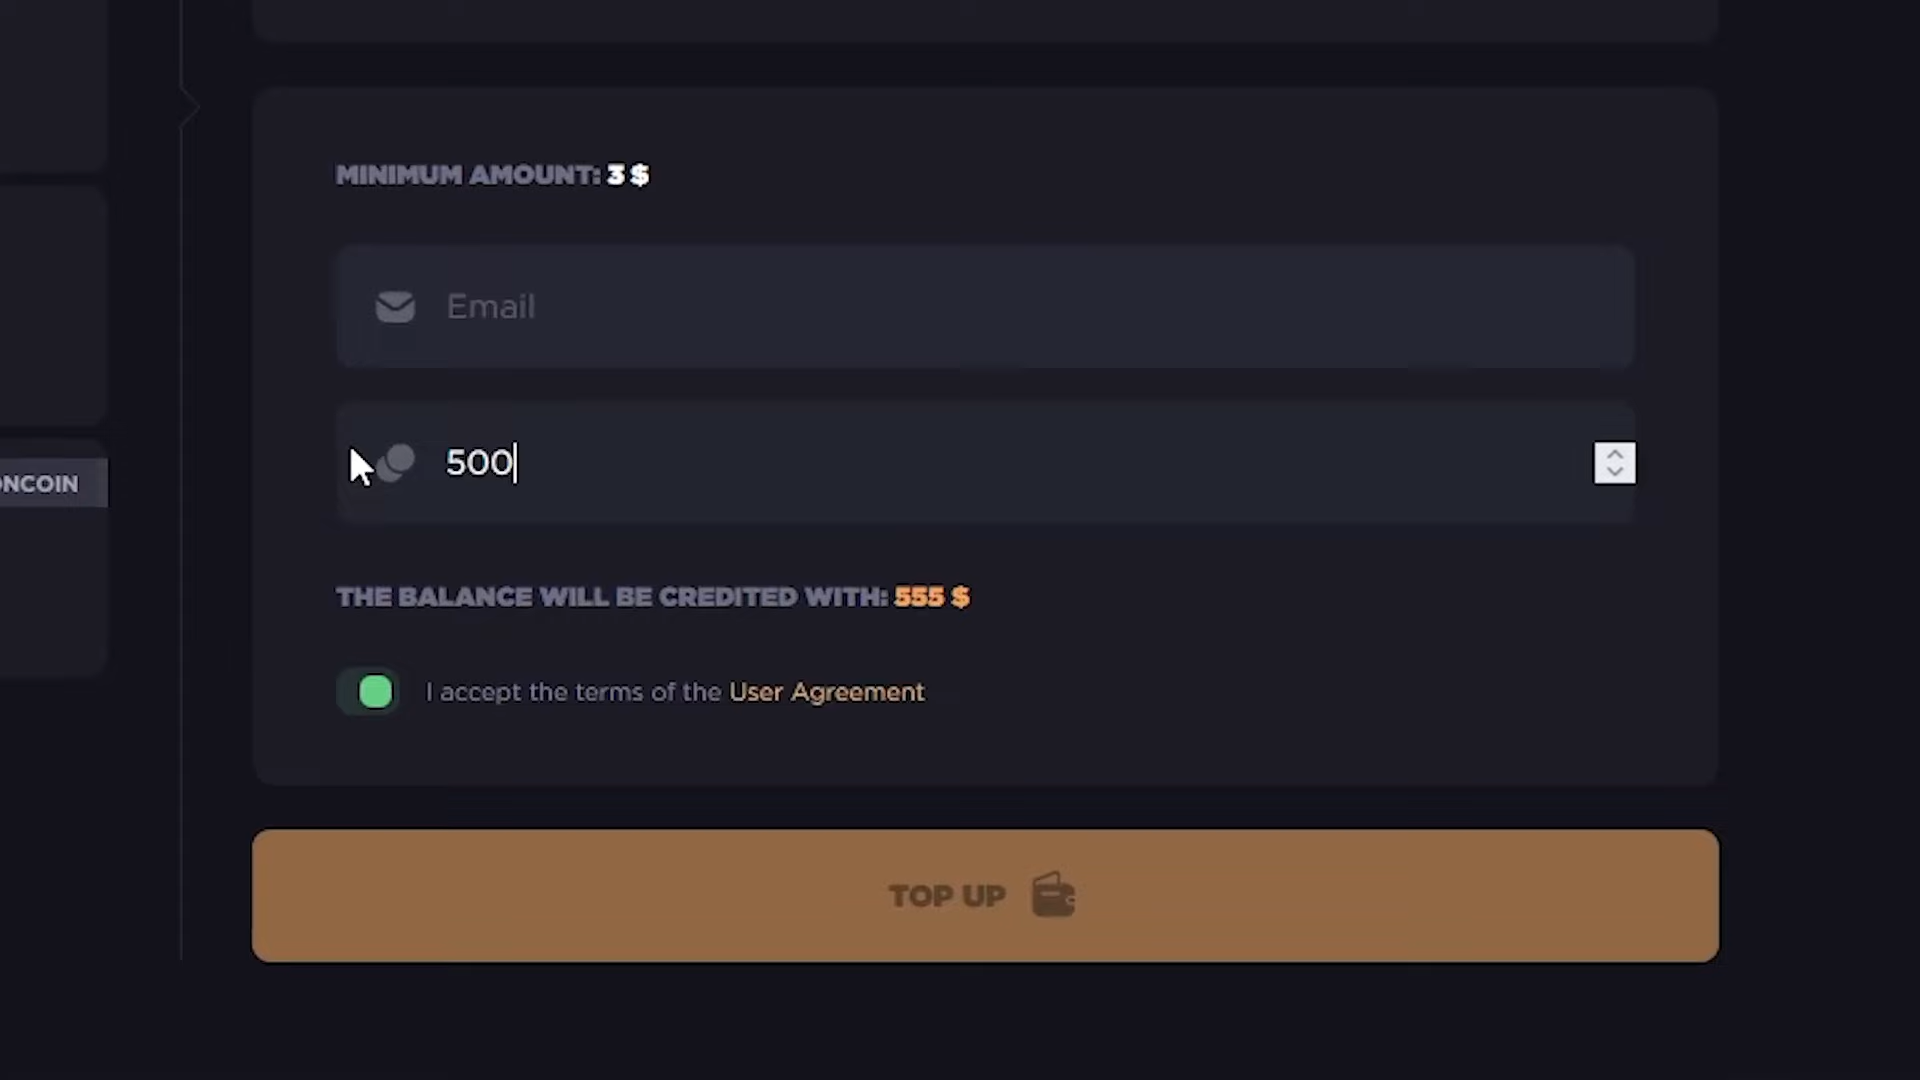 MINIMUM AMOUNT: 3 $
Email
500
ONCOIN
THE BALANCE WILL BE CREDITED WITH: 555 $
I accept the terms of the User Agreement
TOP UP